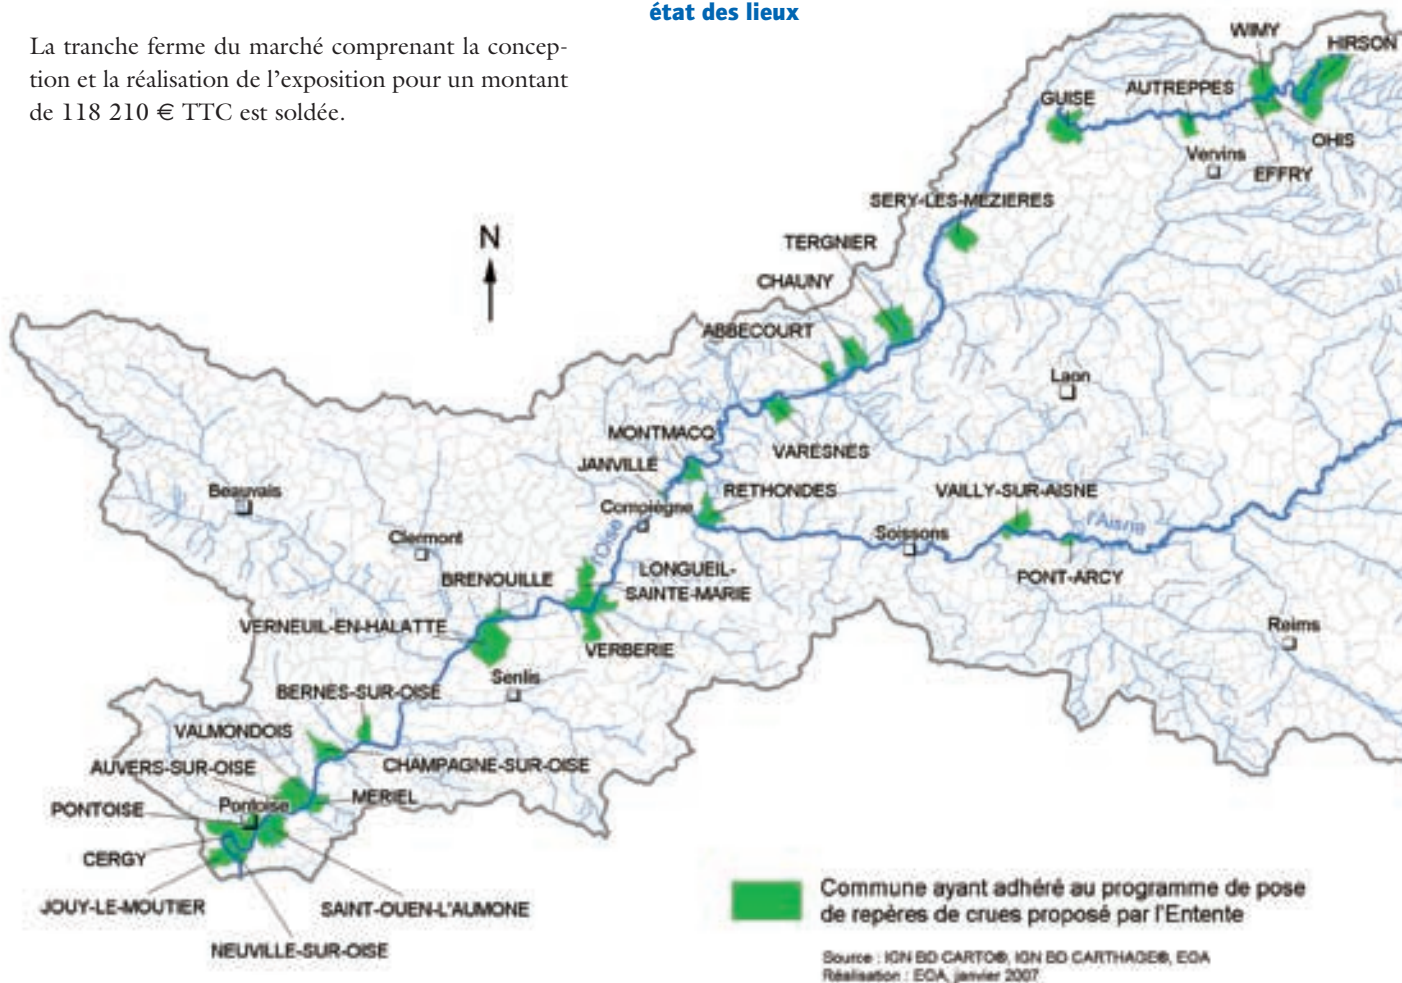 état des lieux
La tranche ferme du marché comprenant la concep-
tion et la réalisation de l'exposition pour un montant
de 118 210 € TTC est soldée.
WIMY
HIRSON
AUTREPPES
GUISE
OHIS
Vervins
EFFRY
SERY-LES-MEZIERES
N
TERGNIER
CHAUNY
ABBECOURT
Laon
MONTMACQ
VARESNES
JANVILLE
Beauvais
RETHONDES
VAILLY-SUR-AISNE
Compiègne
l'Aisne
Soissons
Clermont
l'Oise
BRENOUILLE
LONGUEIL-
SAINTE-MARIE
PONT-ARCY
VERNEUIL-EN-HALATTE
Reims
VERBERIE
Senlis
BERNES-SUR-OISE
VALMONDOIS
AUVERS-SUR-OISE
CHAMPAGNE-SUR-OISE
MERIEL
PONTOISE
Pontoise
CERGY
JOUY-LE-MOUTIER
SAINT-OUEN-L'AUMONE
NEUVILLE-SUR-OISE
Commune ayant adhéré au programme de pose
de repères de crues proposé par l'Entente
Source : IGN BD CARTO®, IGN BD CARTHAGE®, EOA
Réalisation : EOA, janvier 2007